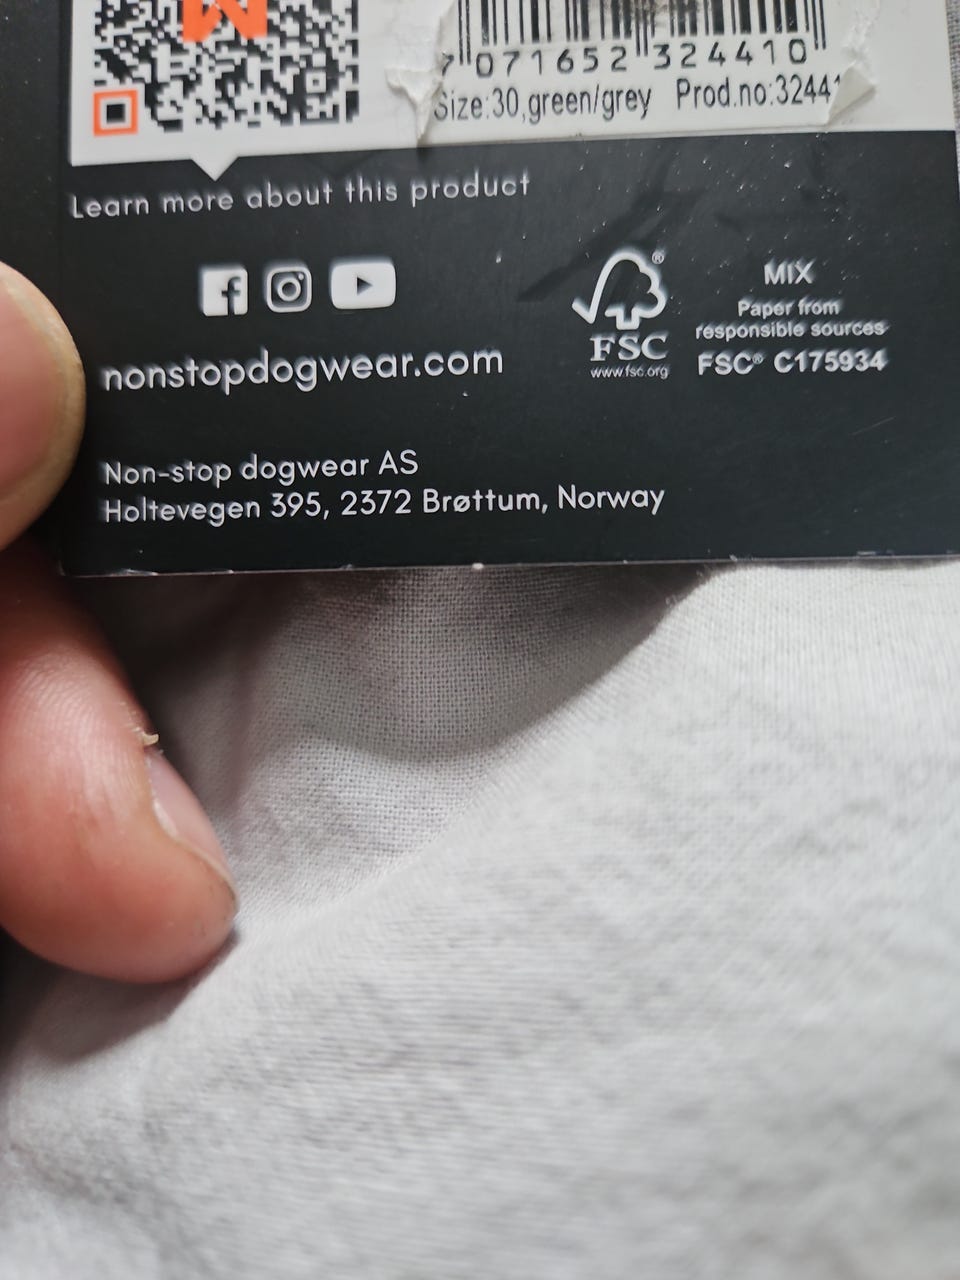 7 071652 324410
Size:30,green/grey Prod.no:3244
Learn more about this product
nonstopdogwear.com
FSC
www.fsc.org
MIX
Paper from
responsible sources
FSC® C175934
Non-stop dogwear AS
Holtevegen 395, 2372 Brøttum, Norway